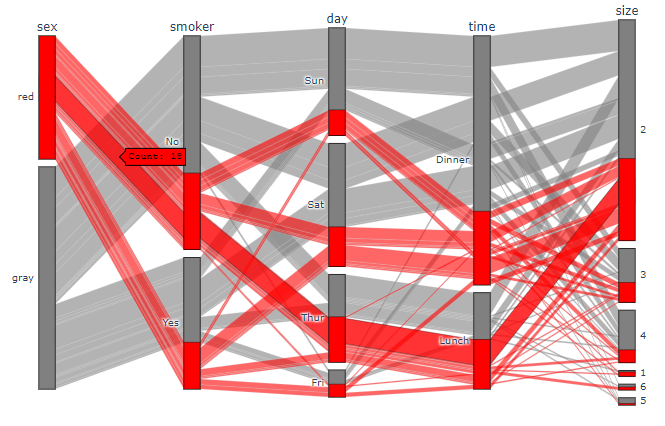 sex
smoker
day
time
size
red
gray
No
Yes
Sun
Sat
Thur
Fri
Dinner
Lunch
2
3
4
1
6
5
Count: 18